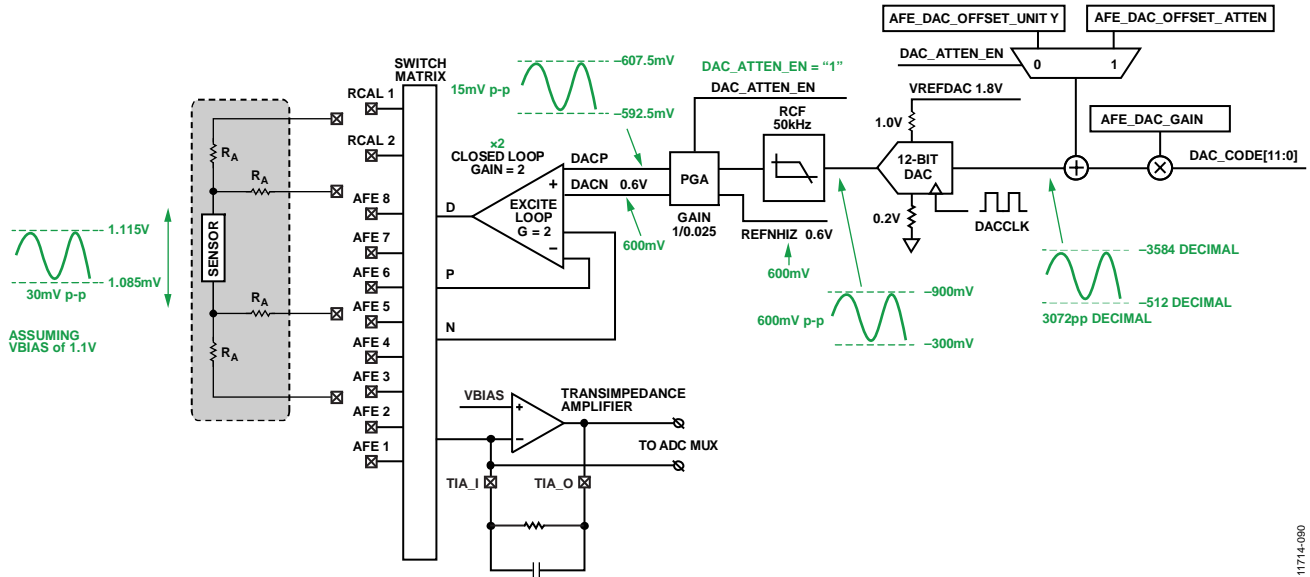 AFE_DAC_OFFSET_UNIT Y
AFE_DAC_OFFSET_ATTEN
DAC_ATTEN_EN
0
1
SWITCH
MATRIX
RCAL 1
RCAL 2
AFE 8
AFE 7
AFE 6
AFE 5
AFE 4
AFE 3
AFE 2
AFE 1
–607.5mV
15mV p-p
–592.5mV
DAC_ATTEN_EN = “1”
DAC_ATTEN_EN
RCF
50kHz
VREFDAC 1.8V
1.0V
12-BIT
DAC
0.2V
DACCLK
AFE_DAC_GAIN
DAC_CODE[11:0]
+
×
×2
CLOSED LOOP
GAIN = 2
DACP
DACN
0.6V
PGA
GAIN
1/0.025
REFNHIZ 0.6V
600mV
600mV
+
EXCITE
LOOP
G = 2
–
D
P
N
RA
RA
SENSOR
RA
RA
1.115V
1.085mV
30mV p-p
ASSUMING
VBIAS of 1.1V
–900mV
600mV p-p
–300mV
–3584 DECIMAL
–512 DECIMAL
3072pp DECIMAL
VBIAS
+
–
TRANSIMPEDANCE
AMPLIFIER
TO ADC MUX
TIA_I
TIA_O
11714-090